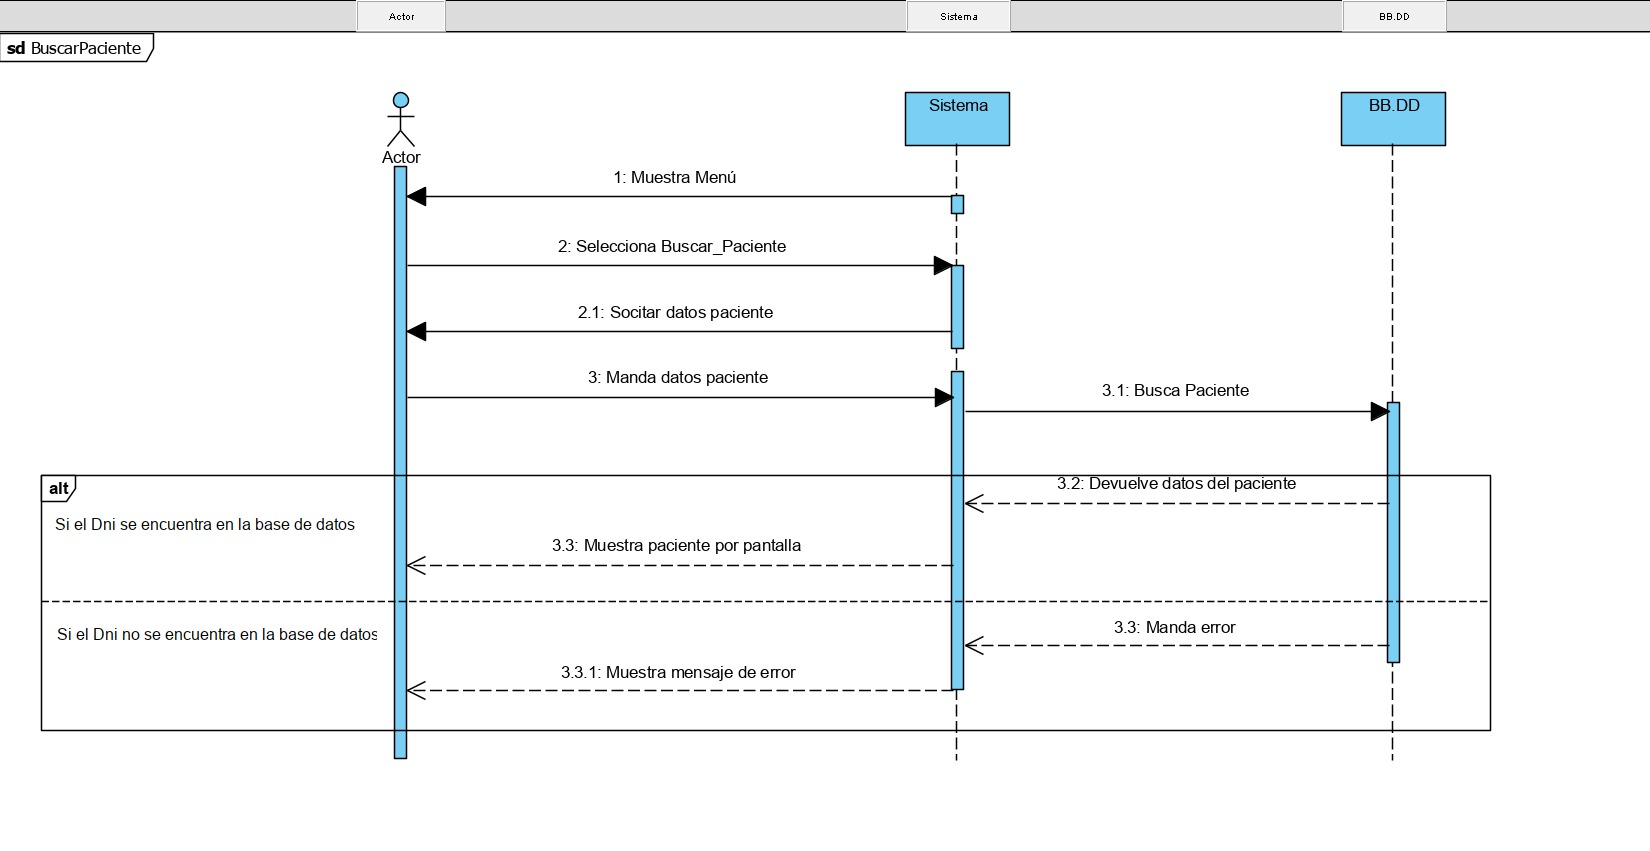 Actor
Sistema
BB.DD
sd BuscarPaciente
Sistema
BB.DD
Actor
1: Muestra Menú
2: Selecciona Buscar_Paciente
2.1: Socitar datos paciente
3: Manda datos paciente
3.1: Busca Paciente
alt
3.2: Devuelve datos del paciente
Si el Dni se encuentra en la base de datos
3.3: Muestra paciente por pantalla
Si el Dni no se encuentra en la base de datos
3.3: Manda error
3.3.1: Muestra mensaje de error